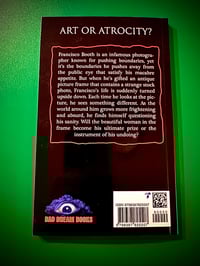 ART OR ATROCITY?
Francisco Booth is an infamous photogra-
pher known for pushing boundaries, yet
it's the boundaries he pushes away from
the public eye that satisfy his macabre
appetite. But when he's gifted an antique
picture frame that contains a strange stock
photo, Francisco's life is suddenly turned
upside down. Each time he looks at the pic-
ture, he sees something different. As the
world around him grows more frightening
and absurd, he finds himself questioning
his sanity. Will the beautiful woman in the
frame become his ultimate prize or the
instrument of his undoing?
BAD DREAM BOOKS